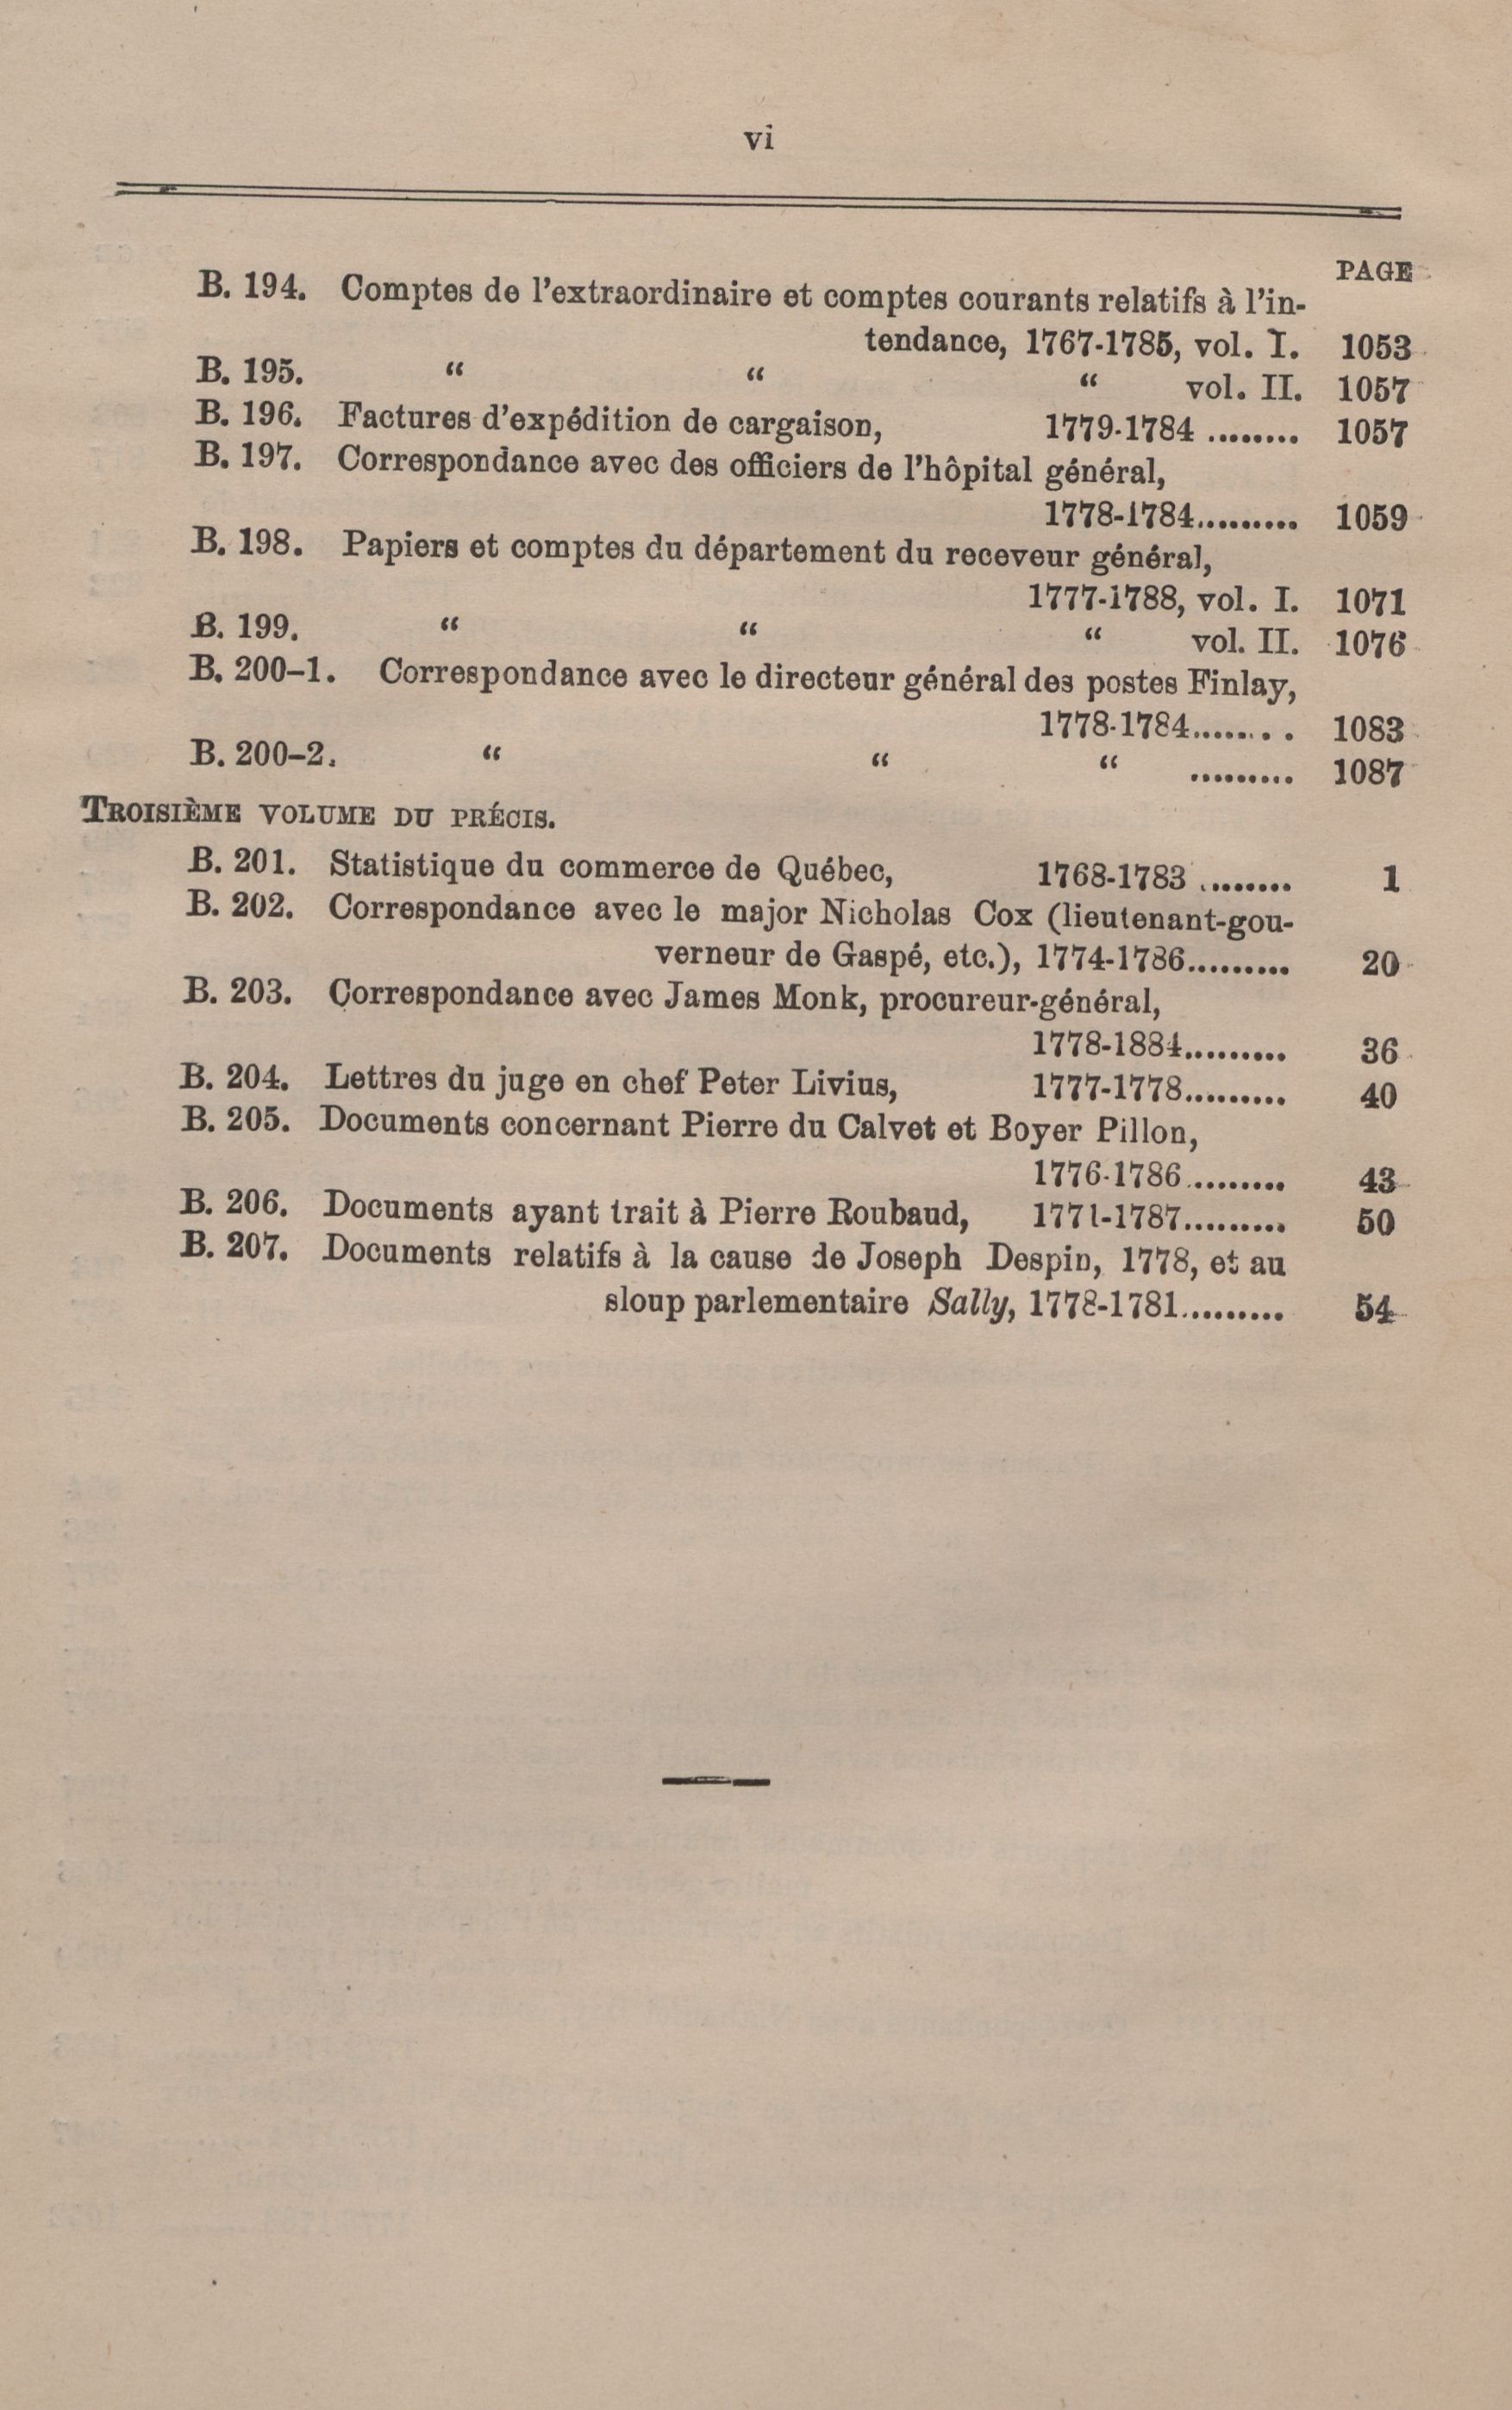 vi
PAGE
B. 194. Comptes de l'extraordinaire et comptes courants relatifs à l'in-
tendance, 1767-1785, vol. I. 1053
B. 195. “ “ “ vol. II. 1057
B. 196. Factures d'expédition de cargaison, 1779-1784 ........ 1057
B. 197. Correspondance avec des officiers de l'hôpital général,
1778-1784......... 1059
B. 198. Papiers et comptes du département du receveur général,
1777-1788, vol. I. 1071
B. 199. “ “ “ vol. II. 1076
B. 200–1. Correspondance avec le directeur général des postes Finlay,
1778-1784........ 1083
B. 200–2. “ “ “ ......... 1087
TROISIÈME VOLUME DU PRÉCIS.
B. 201. Statistique du commerce de Québec, 1768-1783 ........ 1
B. 202. Correspondance avec le major Nicholas Cox (lieutenant-gou-
verneur de Gaspé, etc.), 1774-1786......... 20
B. 203. Correspondance avec James Monk, procureur-général,
1778-1884......... 36
B. 204. Lettres du juge en chef Peter Livius, 1777-1778......... 40
B. 205. Documents concernant Pierre du Calvet et Boyer Pillon,
1776-1786......... 43
B. 206. Documents ayant trait à Pierre Roubaud, 1771-1787......... 50
B. 207. Documents relatifs à la cause de Joseph Despin, 1778, et au
sloup parlementaire Sally, 1778-1781......... 54